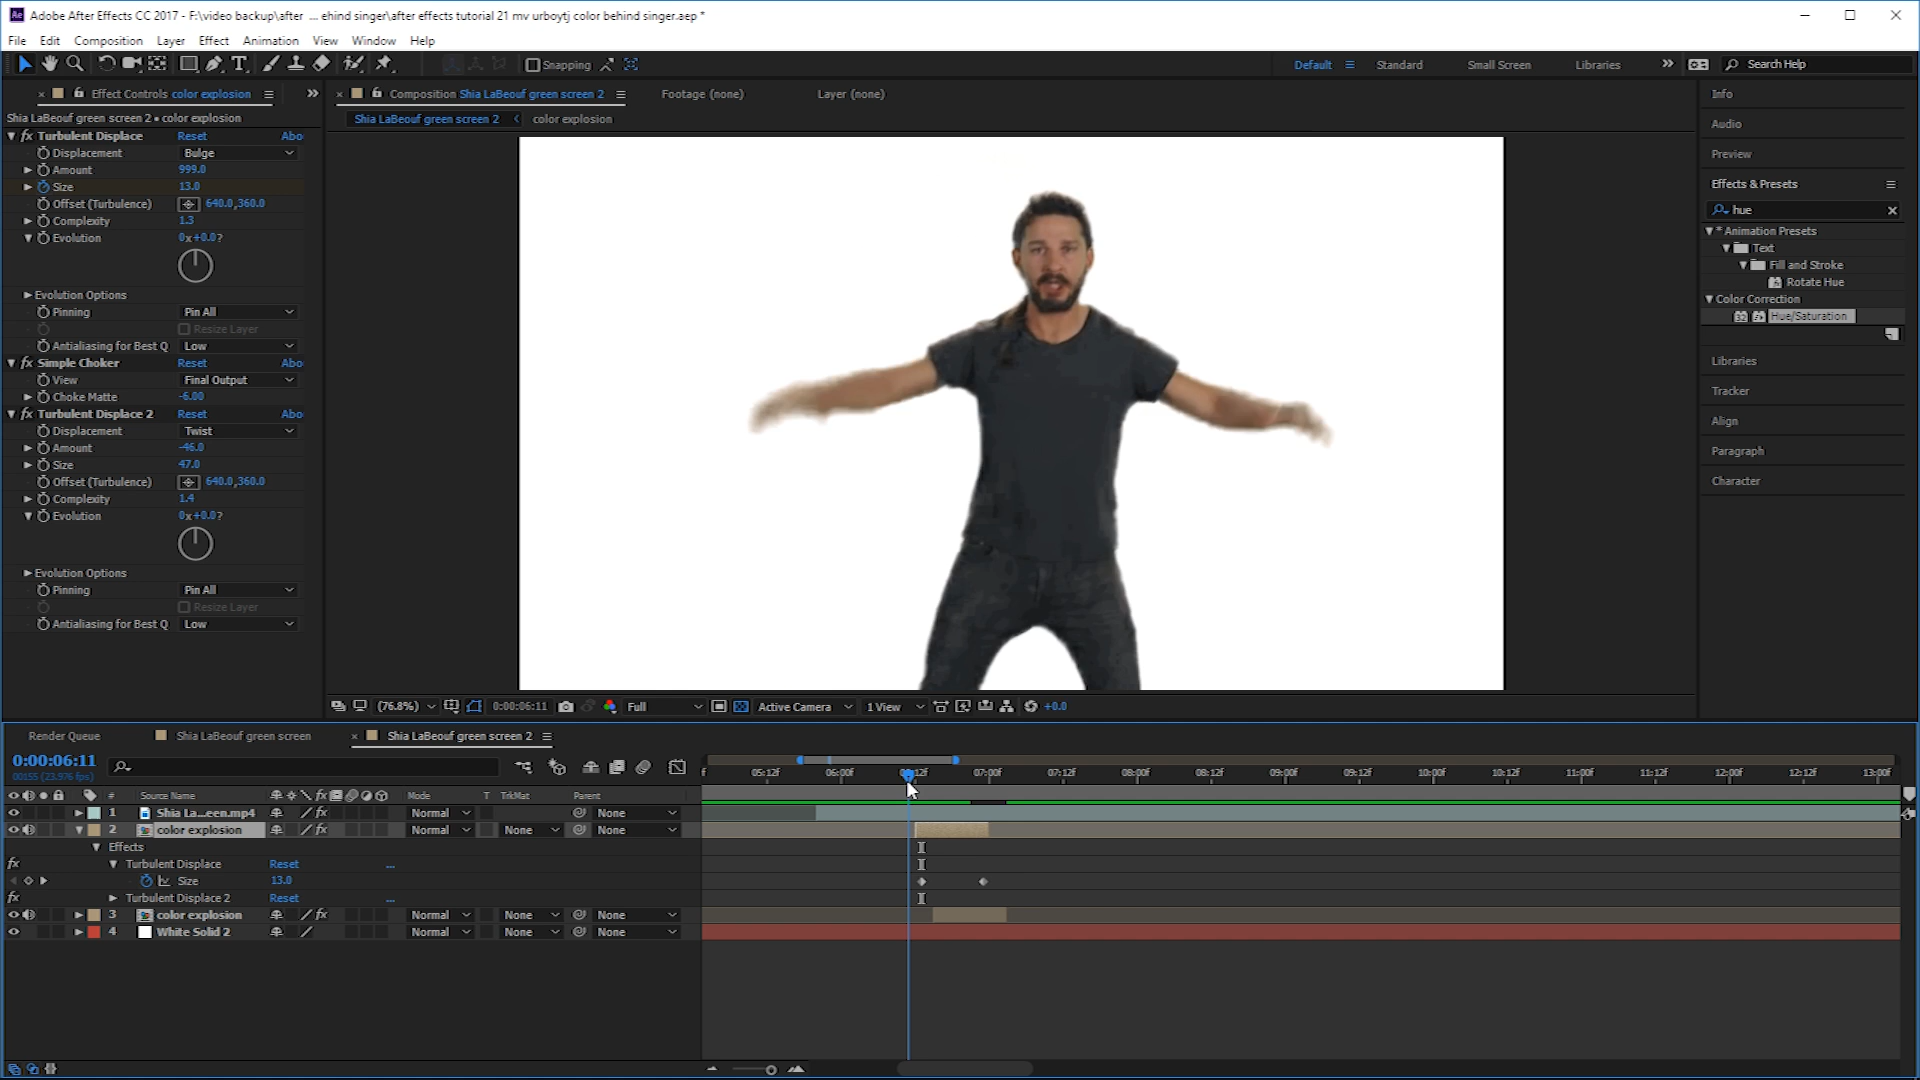 Adobe After Effects CC 2017 - F:\video backup\after ... ehind singer\after effects tutorial 21 mv urboytj color behind singer.aep *
File Edit Composition Layer Effect Animation View Window Help
Snapping Default Standard Small Screen Libraries Search Help
Effect Controls color explosion
Shia LaBeouf green screen 2 • color explosion
Turbulent Displace Reset Abo
Displacement Bulge
Amount 999.0
Size 13.0
Offset (Turbulence) 640.0,360.0
Complexity 1.3
Evolution 0x+0.0?
Evolution Options
Pinning Pin All
Resize Layer
Antialiasing for Best Q Low
Simple Choker Reset Abo
View Final Output
Choke Matte -6.00
Turbulent Displace 2 Reset Abo
Displacement Twist
Amount -46.0
Size 47.0
Offset (Turbulence) 640.0,360.0
Complexity 1.4
Evolution 0x+0.0?
Evolution Options
Pinning Pin All
Resize Layer
Antialiasing for Best Q Low
Composition Shia LaBeouf green screen 2 Footage (none) Layer (none)
Shia LaBeouf green screen 2 color explosion
(76.8%) 0:00:06:11 Full Active Camera 1 View +0.0
Info
Audio
Preview
Effects & Presets
hue
* Animation Presets
Text
Fill and Stroke
Rotate Hue
Color Correction
Hue/Saturation
Libraries
Tracker
Align
Paragraph
Character
Render Queue Shia LaBeouf green screen Shia LaBeouf green screen 2
0:00:06:11
00155 (23.976 fps)
f 05:12f 06:00f 12f 07:00f 07:12f 08:00f 08:12f 09:00f 09:12f 10:00f 10:12f 11:00f 11:12f 12:00f 12:12f 13:00f
# Source Name Mode T TrkMat Parent
1 Shia La...een.mp4 Normal None
2 color explosion Normal None None
Effects
Turbulent Displace Reset ...
Size 13.0
Turbulent Displace 2 Reset ...
3 color explosion Normal None None
4 White Solid 2 Normal None None